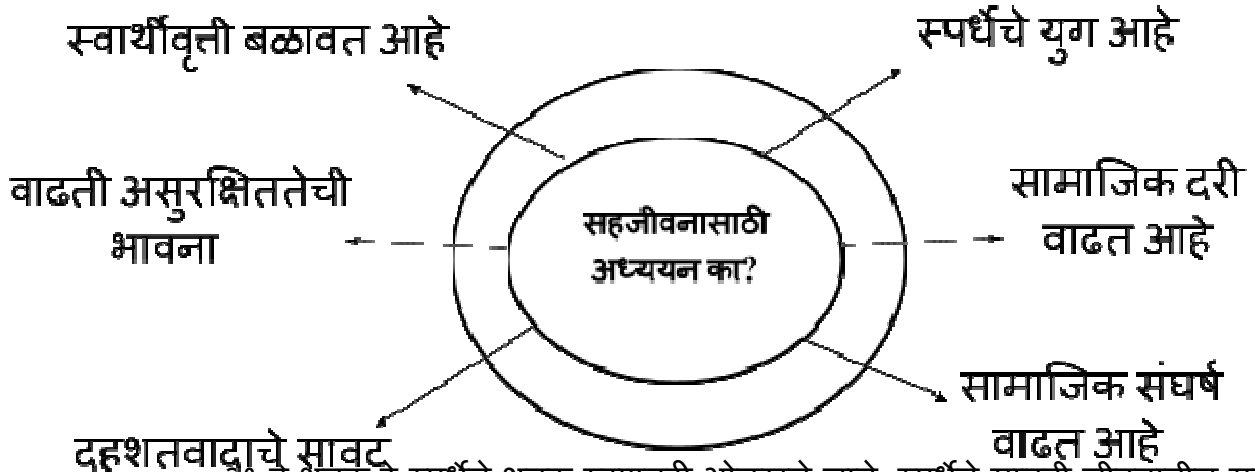 स्वार्थीवृत्ती बळावत आहे
स्पर्धेचे युग आहे
वाढती असुरक्षिततेची
भावना
सहजीवनासाठी
अध्ययन का?
सामाजिक दरी
वाढत आहे
सामाजिक संघर्ष
वाढत आहे
दहशतवादाचे सावट